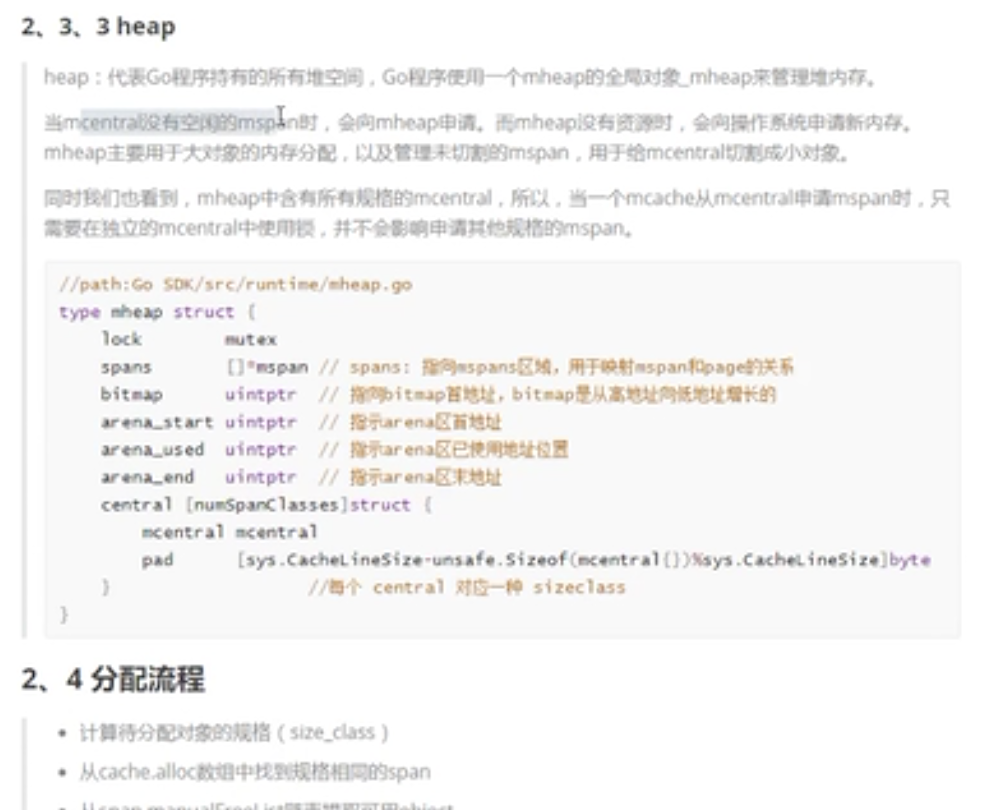 2、3、3 heap
heap：代表Go程序持有的所有堆空间，Go程序使用一个mheap的全局对象_mheap来管理堆内存。
当mcentral没有空闲的mspan时，会向mheap申请。而mheap没有资源时，会向操作系统申请新内存。
mheap主要用于大对象的内存分配，以及管理未切割的mspan，用于给mcentral切割成小对象。
同时我们也看到，mheap中含有所有规格的mcentral，所以，当一个mcache从mcentral申请mspan时，只
需要在独立的mcentral中使用锁，并不会影响申请其他规格的mspan。
//path:Go SDK/src/runtime/mheap.go
type mheap struct {
lock mutex
spans []*mspan // spans: 指向mspans区域，用于映射mspan和page的关系
bitmap uintptr // 指向bitmap首地址，bitmap是从高地址向低地址增长的
arena_start uintptr // 指示arena区首地址
arena_used uintptr // 指示arena区已使用地址位置
arena_end uintptr // 指示arena区末地址
central [numSpanClasses]struct {
mcentral mcentral
pad [sys.CacheLineSize-unsafe.Sizeof(mcentral{})%sys.CacheLineSize]byte
} //每个 central 对应一种 sizeclass
}
2、4 分配流程
• 计算待分配对象的规格（size_class）
• 从cache.alloc数组中找到规格相同的span